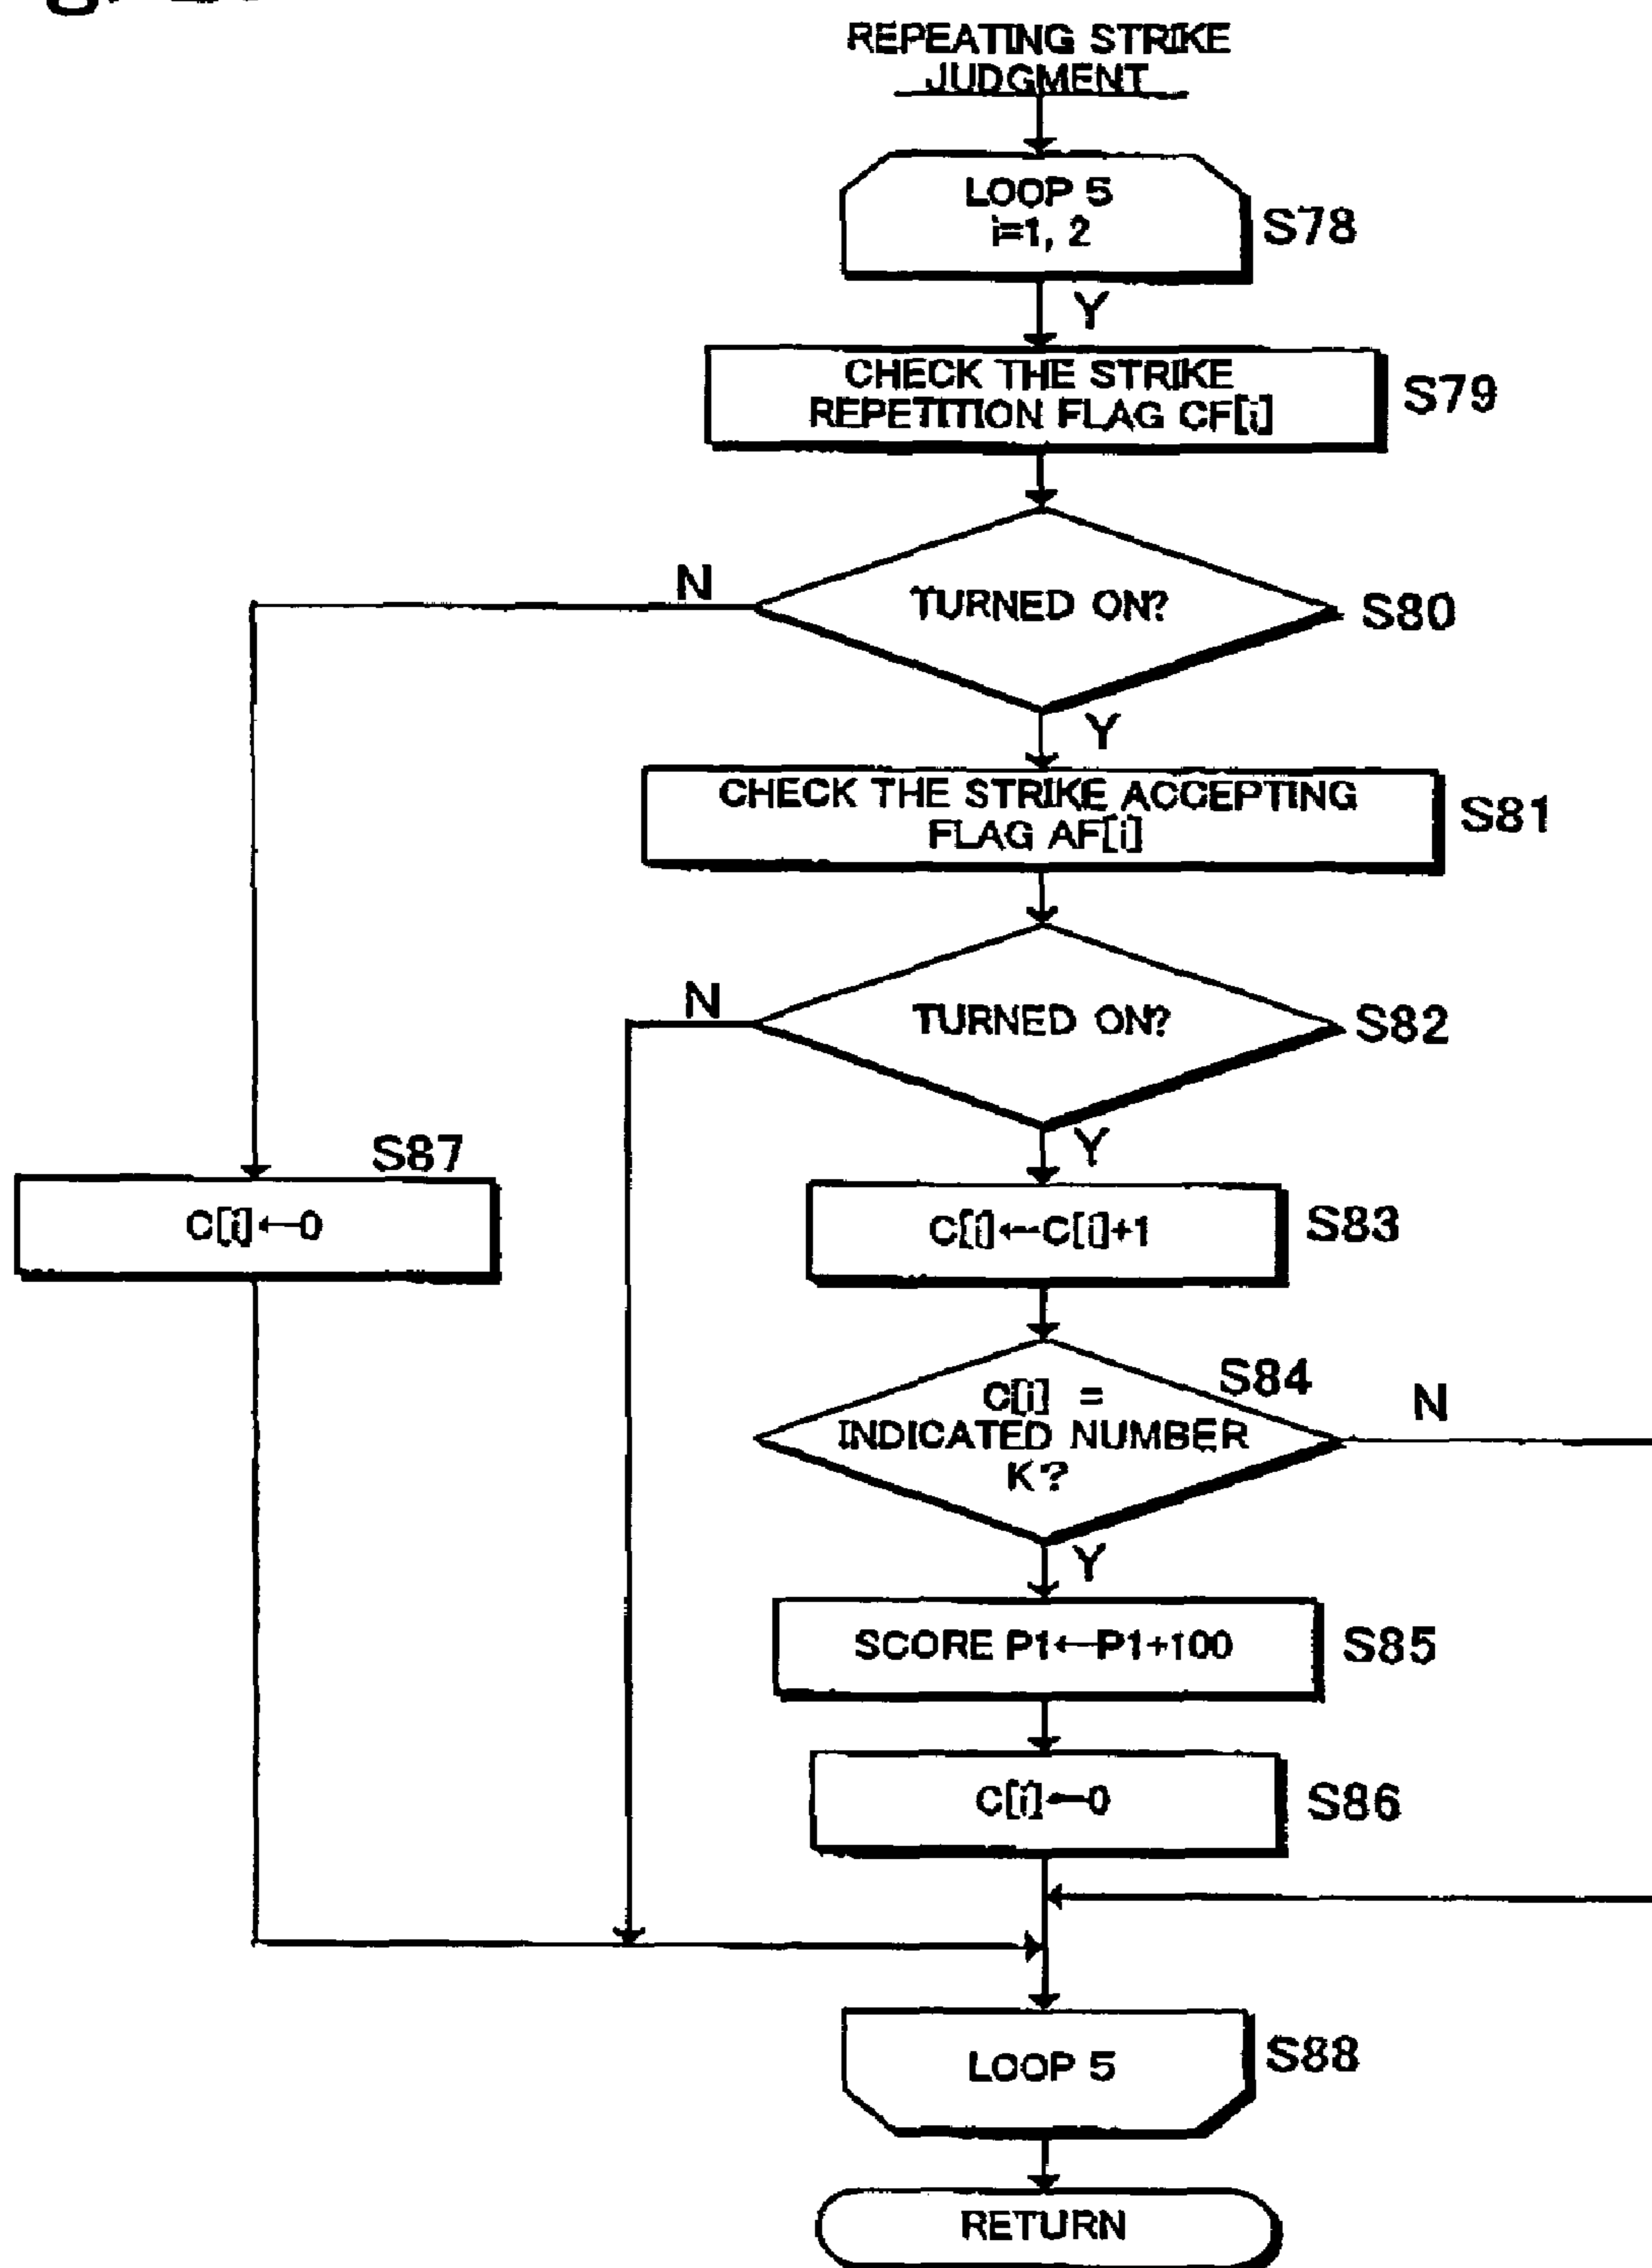 REPEATING STRIKE
JUDGMENT
LOOP 5
i=1, 2
S78
Y
CHECK THE STRIKE
REPETITION FLAG CF[i]
S79
N
TURNED ON?
S80
Y
CHECK THE STRIKE ACCEPTING
FLAG AF[i]
S81
N
TURNED ON?
S82
Y
S87
C[i]←0
C[i]←C[i]+1
S83
C[i] =
INDICATED NUMBER
K?
S84
N
Y
SCORE P1←P1+100
S85
C[i]←0
S86
LOOP 5
S88
RETURN